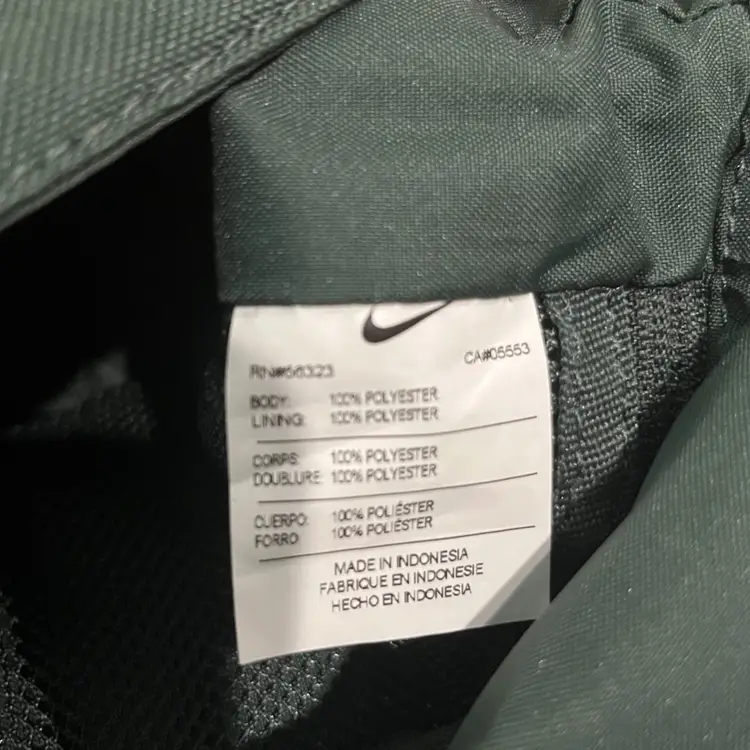 RN#56323
CA#05553
BODY: 100% POLYESTER
LINING: 100% POLYESTER
CORPS: 100% POLYESTER
DOUBLURE: 100% POLYESTER
CUERPO: 100% POLIÉSTER
FORRO: 100% POLIÉSTER
MADE IN INDONESIA
FABRIQUE EN INDONESIE
HECHO EN INDONESIA